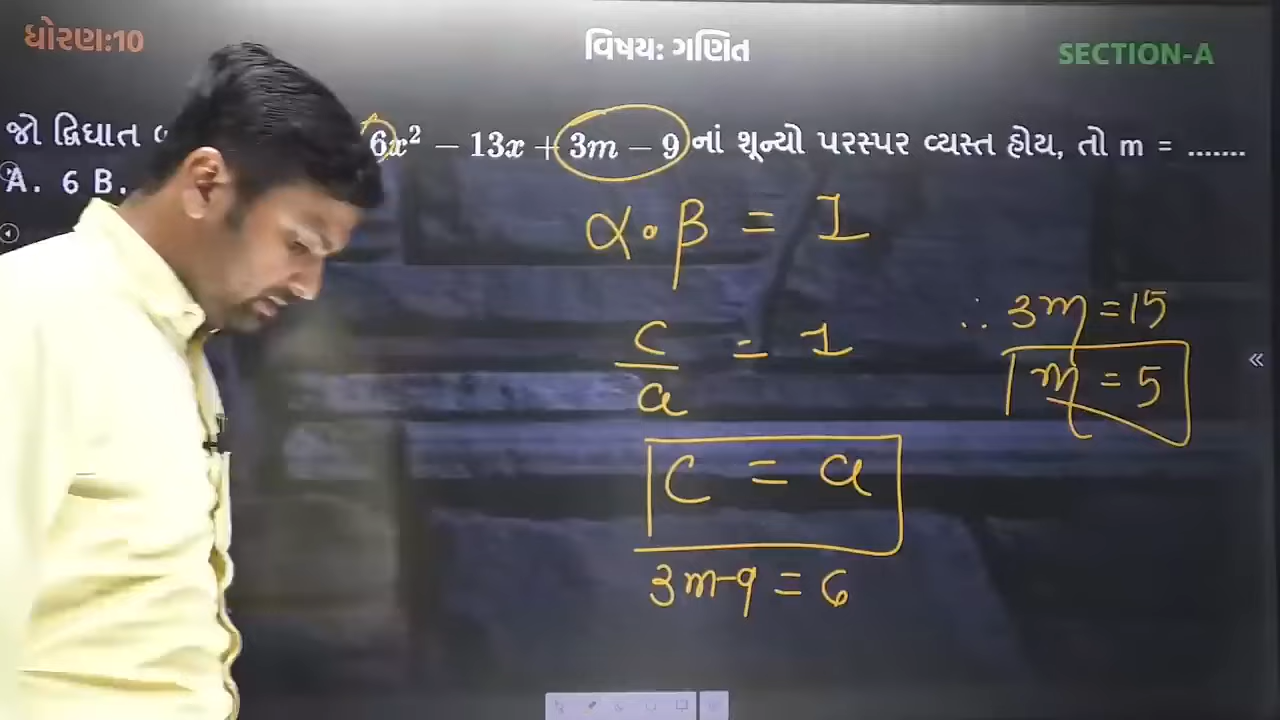 ધોરણ:10
વિષય: ગણિત
SECTION-A
જો દ્વિઘાત 6x² − 13x + 3m − 9 નાં શૂન્યો પરસ્પર વ્યસ્ત હોય, તો m = .......
A. 6 B.
α·β = 1
c/a = 1
c = a
3m-9 = 6
∴ 3m = 15
m = 5